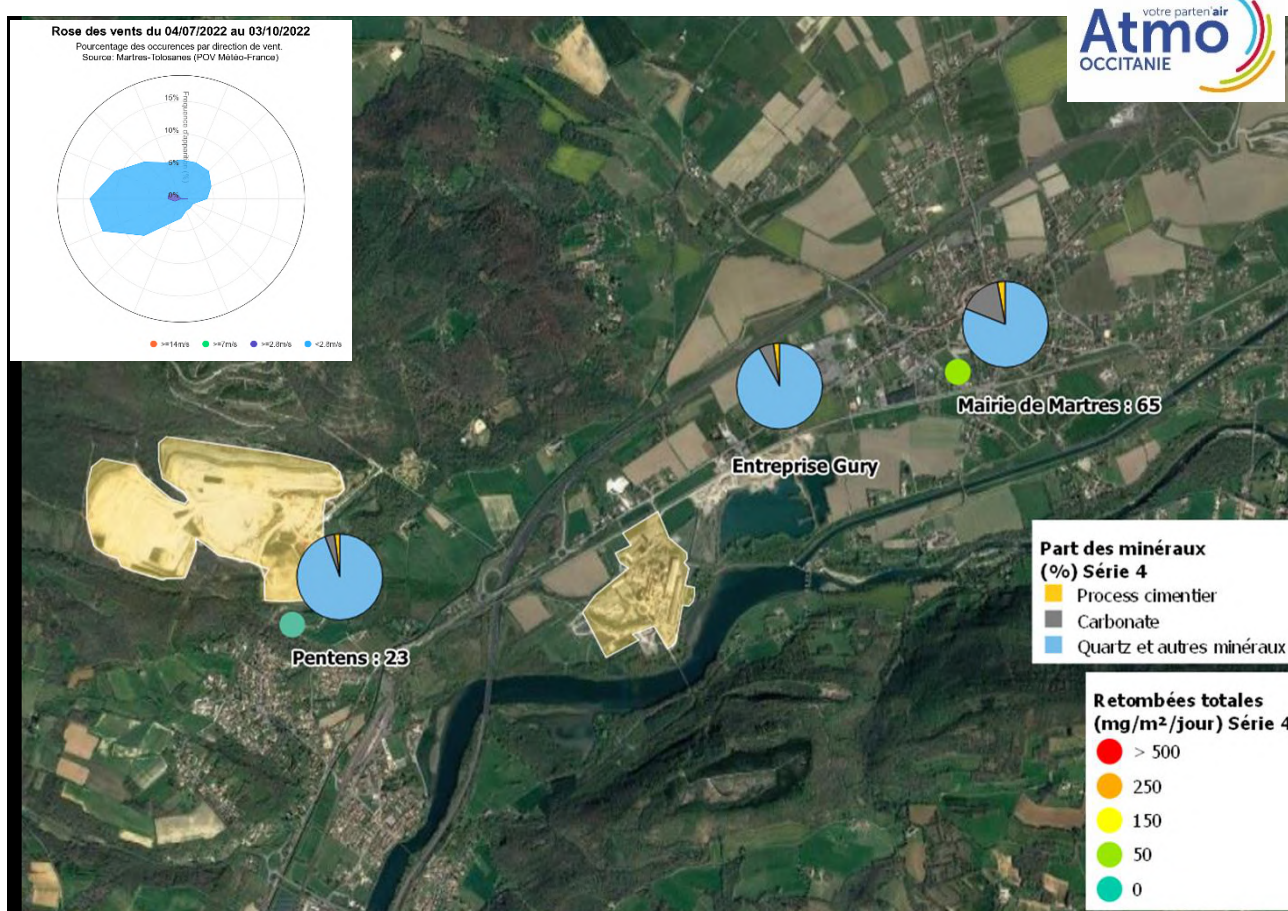 Rose des vents du 04/07/2022 au 03/10/2022
Pourcentage des occurences par direction de vent.
Source: Martres-Tolosanes (POV Météo-France)
15%
10%
5%
0%
Fréquence d'apparition (%)
>=14m/s
>=7m/s
>=2.8m/s
<2.8m/s
votre parten'air
Atmo
OCCITANIE
Mairie de Martres : 65
Entreprise Gury
Pentens : 23
Part des minéraux
(%) Série 4
Process cimentier
Carbonate
Quartz et autres minéraux
Retombées totales
(mg/m²/jour) Série 4
> 500
250
150
50
0